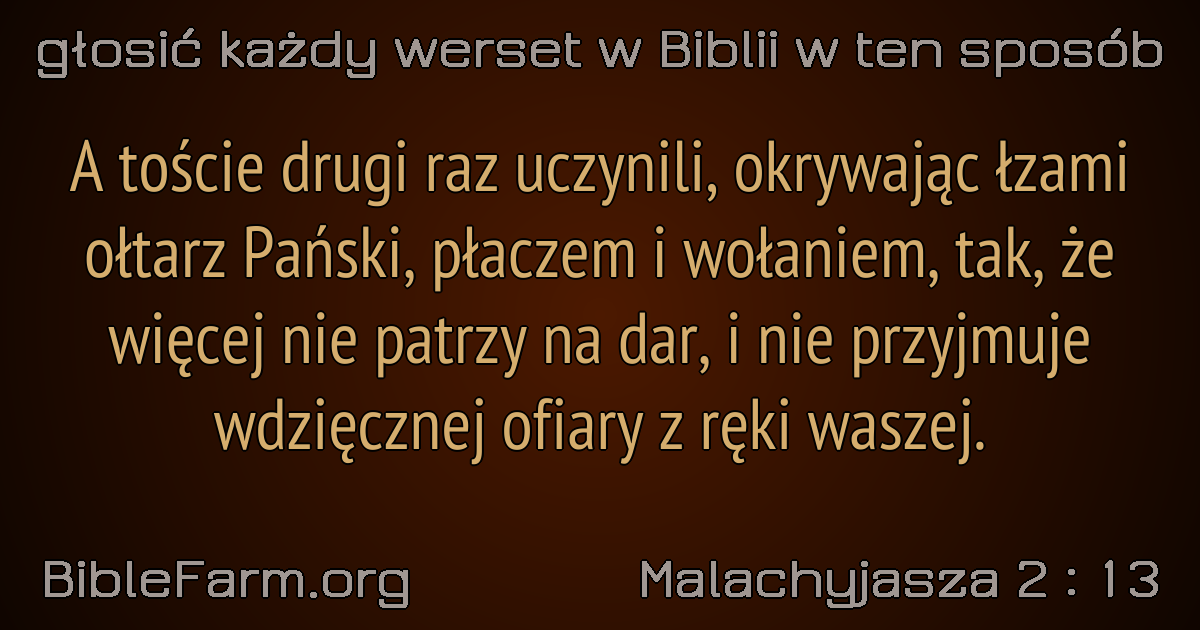 głosić każdy werset w Biblii w ten sposób
A toście drugi raz uczynili, okrywając łzami
ołtarz Pański, płaczem i wołaniem, tak, że
więcej nie patrzy na dar, i nie przyjmuje
wdzięcznej ofiary z ręki waszej.
BibleFarm.org
Malachyjasza 2 : 13